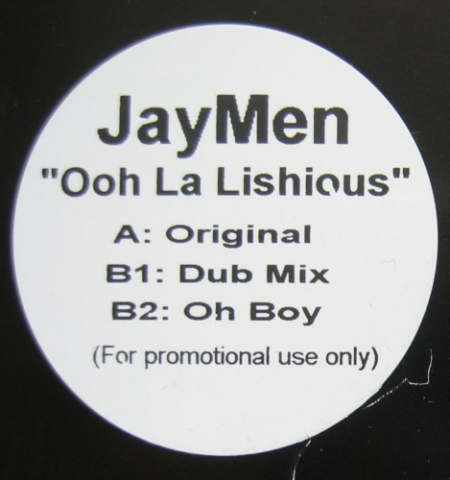 JayMen
"Ooh La Lishious"
A: Original
B1: Dub Mix
B2: Oh Boy
(For promotional use only)